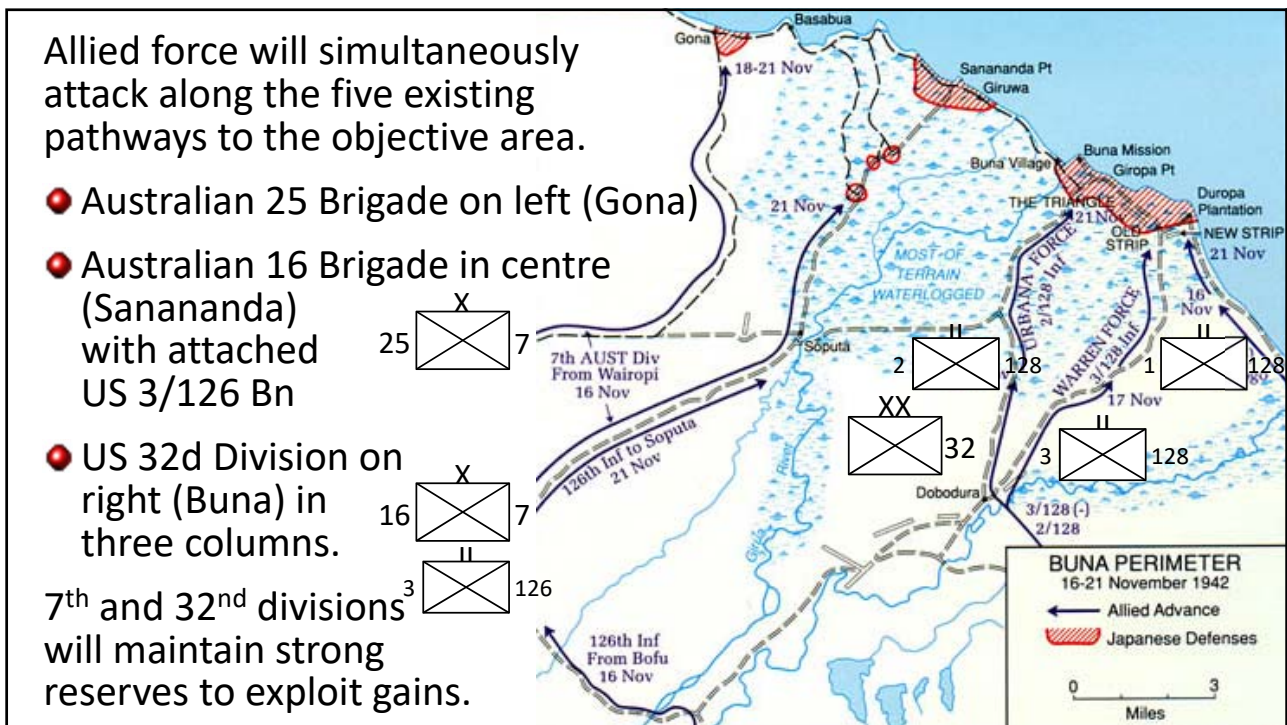 Allied force will simultaneously
attack along the five existing
pathways to the objective area.
Australian 25 Brigade on left (Gona)
Australian 16 Brigade in centre
(Sanananda)
with attached
US 3/126 Bn
US 32d Division on
right (Buna) in
three columns.
7th and 32nd divisions
will maintain strong
reserves to exploit gains.
X
25 7
X
16 7
II
3 126
Basabua
Gona
18-21 Nov
Sanananda Pt
Giruwa
Buna Mission
Buna Village
Giropa Pt
Duropa
Plantation
THE TRIANGLE
21 Nov
OLD
STRIP
NEW STRIP
21 Nov
21 Nov
MOST OF
TERRAIN
WATERLOGGED
URBANA FORCE
2/128 Inf
WARREN FORCE
3/128 Inf
16
Nov
II
2 128
II
1 128
17 Nov
XX
32
II
3 128
Soputa
7th AUST Div
From Wairopi
16 Nov
126th Inf to Soputa
21 Nov
Girua
River
Dobodura
3/128 (-)
2/128
126th Inf
From Bofu
16 Nov
BUNA PERIMETER
16-21 November 1942
Allied Advance
Japanese Defenses
0 3
Miles